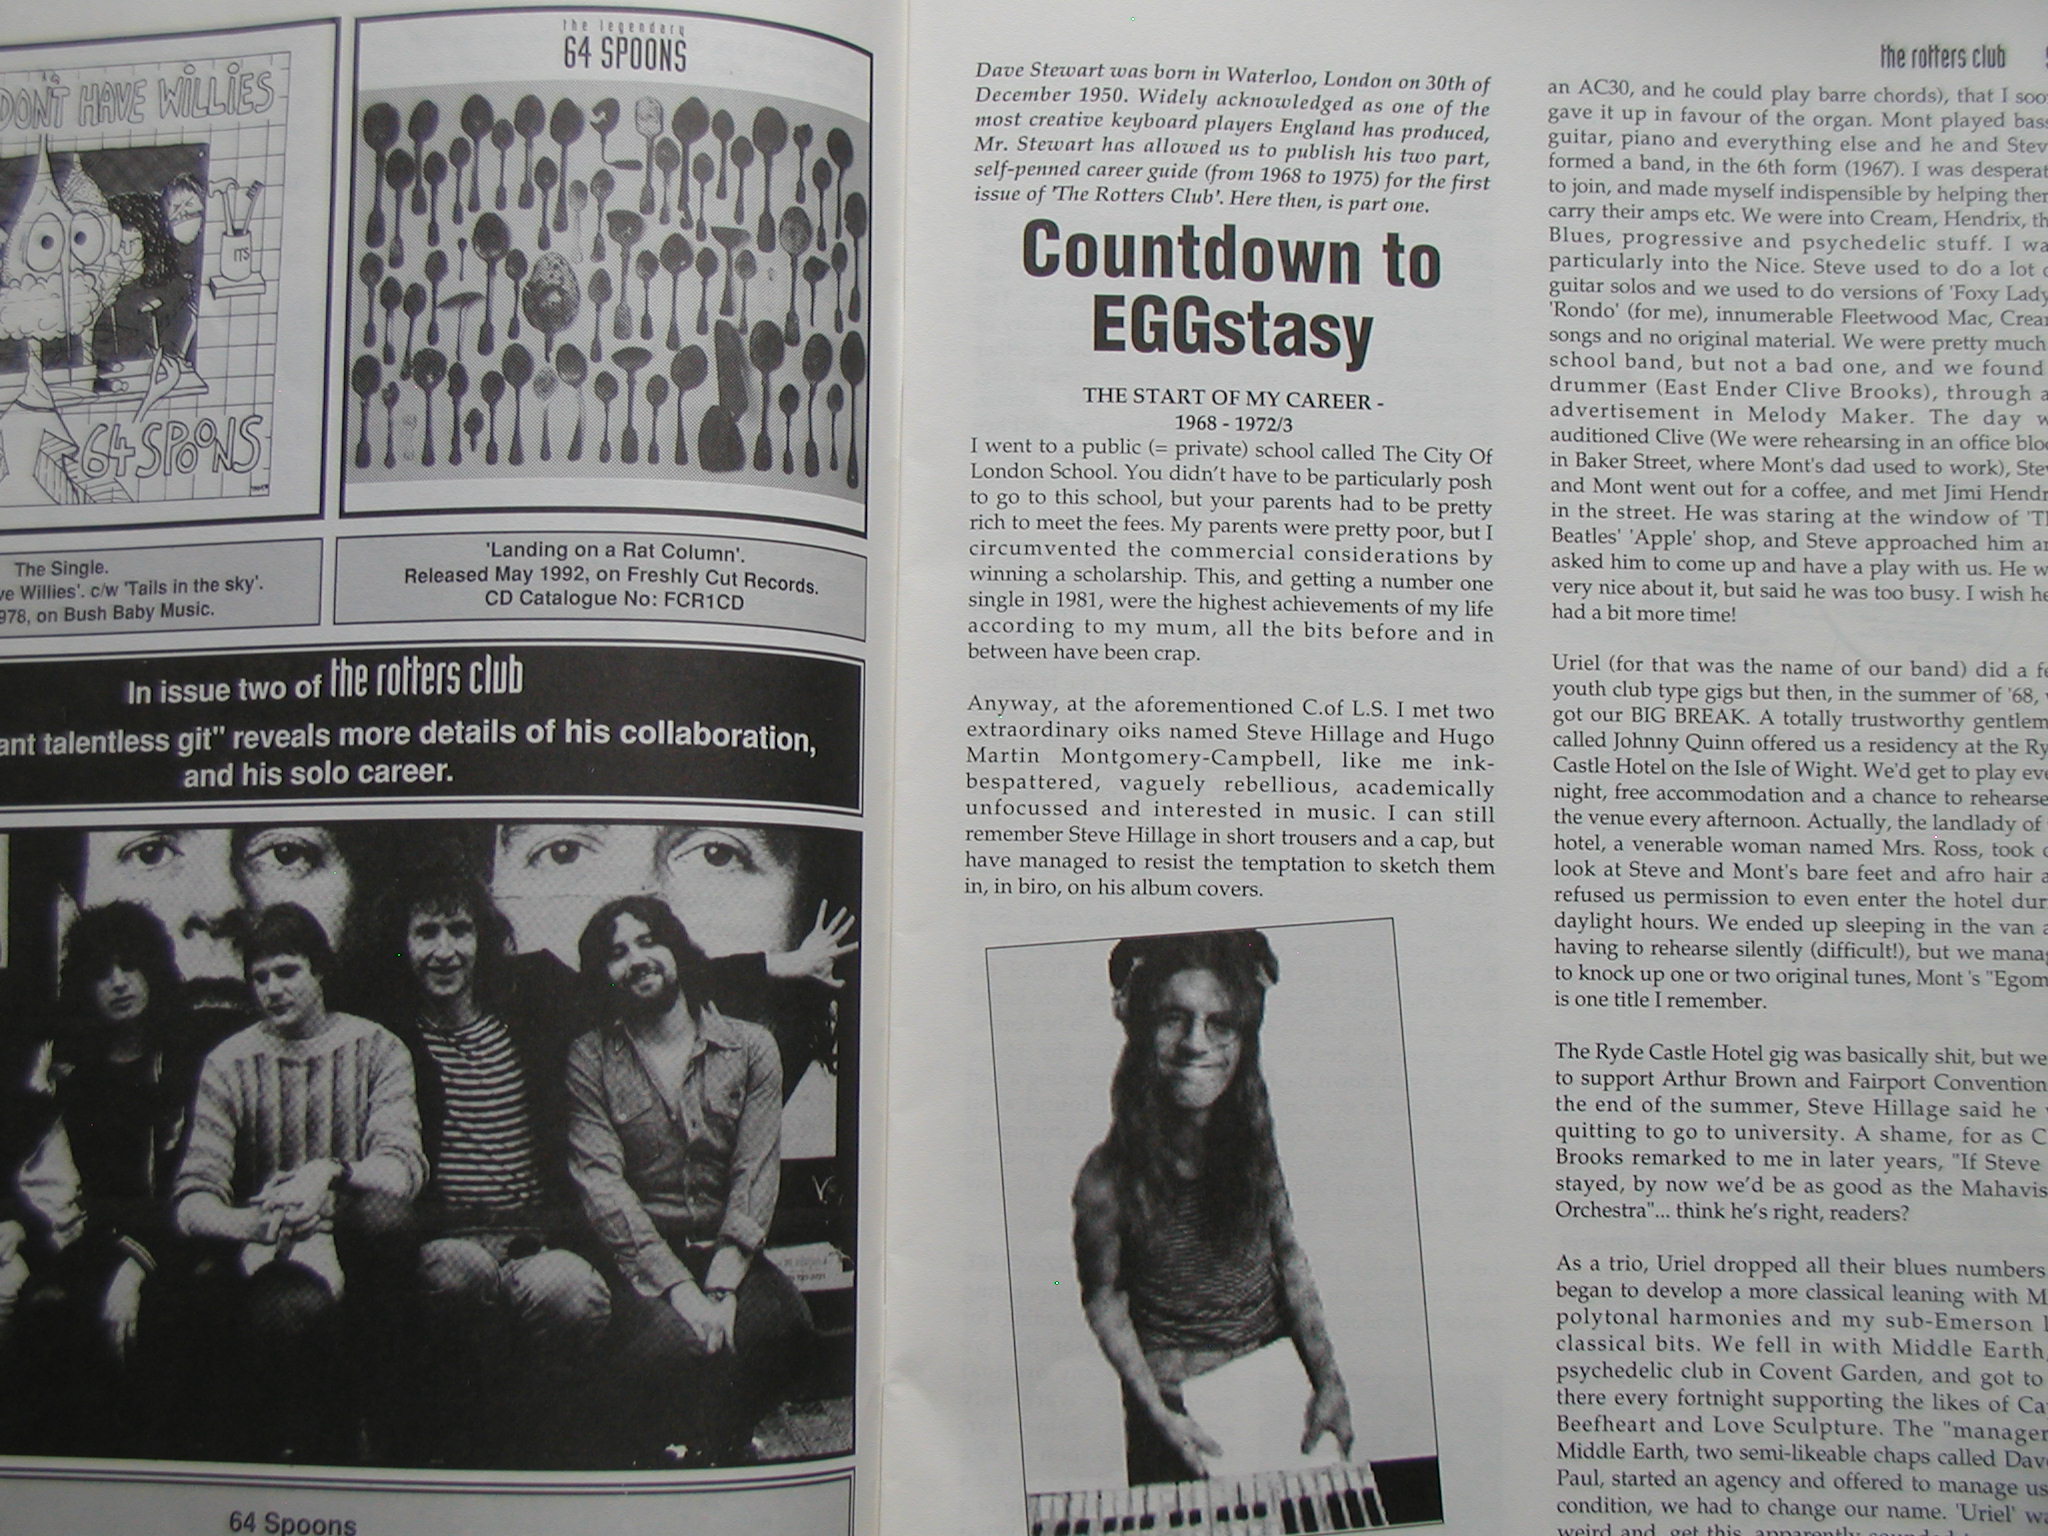 DON'T HAVE WILLIES
ITS
64 SPOONS
the legendary
64 SPOONS
The Single.
ve Willies'. c/w 'Tails in the sky'.
978, on Bush Baby Music.
'Landing on a Rat Column'.
Released May 1992, on Freshly Cut Records.
CD Catalogue No: FCR1CD
In issue two of the rotters club
ant talentless git" reveals more details of his collaboration,
and his solo career.
64 Spoons
Dave Stewart was born in Waterloo, London on 30th of
December 1950. Widely acknowledged as one of the
most creative keyboard players England has produced,
Mr. Stewart has allowed us to publish his two part,
self-penned career guide (from 1968 to 1975) for the first
issue of 'The Rotters Club'. Here then, is part one.
Countdown to
EGGstasy
THE START OF MY CAREER -
1968 - 1972/3
I went to a public (= private) school called The City Of
London School. You didn't have to be particularly posh
to go to this school, but your parents had to be pretty
rich to meet the fees. My parents were pretty poor, but I
circumvented the commercial considerations by
winning a scholarship. This, and getting a number one
single in 1981, were the highest achievements of my life
according to my mum, all the bits before and in
between have been crap.
Anyway, at the aforementioned C.of L.S. I met two
extraordinary oiks named Steve Hillage and Hugo
Martin Montgomery-Campbell, like me ink-
bespattered, vaguely rebellious, academically
unfocussed and interested in music. I can still
remember Steve Hillage in short trousers and a cap, but
have managed to resist the temptation to sketch them
in, in biro, on his album covers.
the rotters club
an AC30, and he could play barre chords), that I soo
gave it up in favour of the organ. Mont played bass
guitar, piano and everything else and he and Stev
formed a band, in the 6th form (1967). I was desperat
to join, and made myself indispensible by helping the
carry their amps etc. We were into Cream, Hendrix, th
Blues, progressive and psychedelic stuff. I wa
particularly into the Nice. Steve used to do a lot o
guitar solos and we used to do versions of 'Foxy Lady
'Rondo' (for me), innumerable Fleetwood Mac, Crea
songs and no original material. We were pretty much
school band, but not a bad one, and we found
drummer (East Ender Clive Brooks), through a
advertisement in Melody Maker. The day w
auditioned Clive (We were rehearsing in an office blo
in Baker Street, where Mont's dad used to work), Ste
and Mont went out for a coffee, and met Jimi Hendr
in the street. He was staring at the window of 'Th
Beatles' 'Apple' shop, and Steve approached him a
asked him to come up and have a play with us. He w
very nice about it, but said he was too busy. I wish he
had a bit more time!
Uriel (for that was the name of our band) did a fe
youth club type gigs but then, in the summer of '68,
got our BIG BREAK. A totally trustworthy gentlem
called Johnny Quinn offered us a residency at the Ry
Castle Hotel on the Isle of Wight. We'd get to play eve
night, free accommodation and a chance to rehearse
the venue every afternoon. Actually, the landlady of
hotel, a venerable woman named Mrs. Ross, took o
look at Steve and Mont's bare feet and afro hair a
refused us permission to even enter the hotel dur
daylight hours. We ended up sleeping in the van a
having to rehearse silently (difficult!), but we mana
to knock up one or two original tunes, Mont 's "Egom
is one title I remember.
The Ryde Castle Hotel gig was basically shit, but we
to support Arthur Brown and Fairport Convention
the end of the summer, Steve Hillage said he
quitting to go to university. A shame, for as C
Brooks remarked to me in later years, "If Steve
stayed, by now we'd be as good as the Mahavis
Orchestra"... think he's right, readers?
As a trio, Uriel dropped all their blues numbers
began to develop a more classical leaning with M
polytonal harmonies and my sub-Emerson
classical bits. We fell in with Middle Earth,
psychedelic club in Covent Garden, and got to
there every fortnight supporting the likes of Ca
Beefheart and Love Sculpture. The "manager
Middle Earth, two semi-likeable chaps called Dav
Paul, started an agency and offered to manage us
condition, we had to change our name. 'Uriel' wa
weird and, get this, apparently